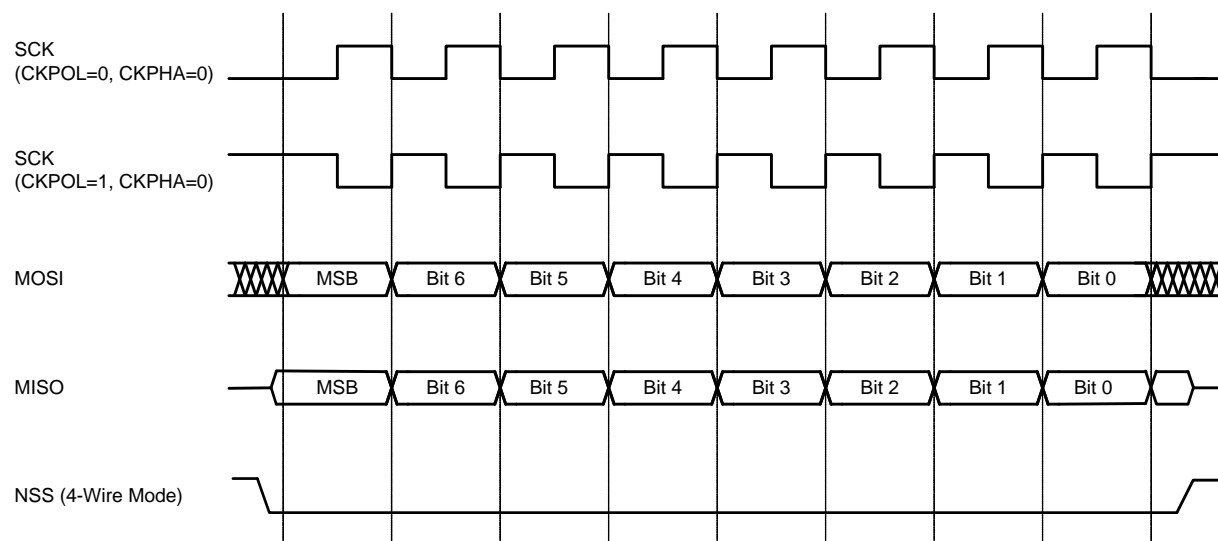 SCK
(CKPOL=0, CKPHA=0)
SCK
(CKPOL=1, CKPHA=0)
MOSI
MSB Bit 6 Bit 5 Bit 4 Bit 3 Bit 2 Bit 1 Bit 0
MISO
MSB Bit 6 Bit 5 Bit 4 Bit 3 Bit 2 Bit 1 Bit 0
NSS (4-Wire Mode)